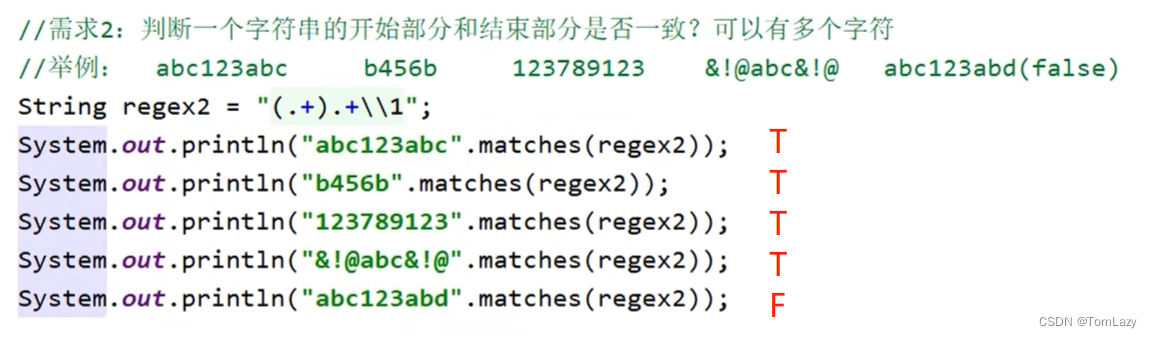 //需求2：判断一个字符串的开始部分和结束部分是否一致？可以有多个字符
//举例： abc123abc b456b 123789123 &!@abc&!@ abc123abd(false)
String regex2 = "(.+).+\\1";
System.out.println("abc123abc".matches(regex2)); T
System.out.println("b456b".matches(regex2)); T
System.out.println("123789123".matches(regex2)); T
System.out.println("&!@abc&!@".matches(regex2)); T
System.out.println("abc123abd".matches(regex2)); F
CSDN @TomLazy